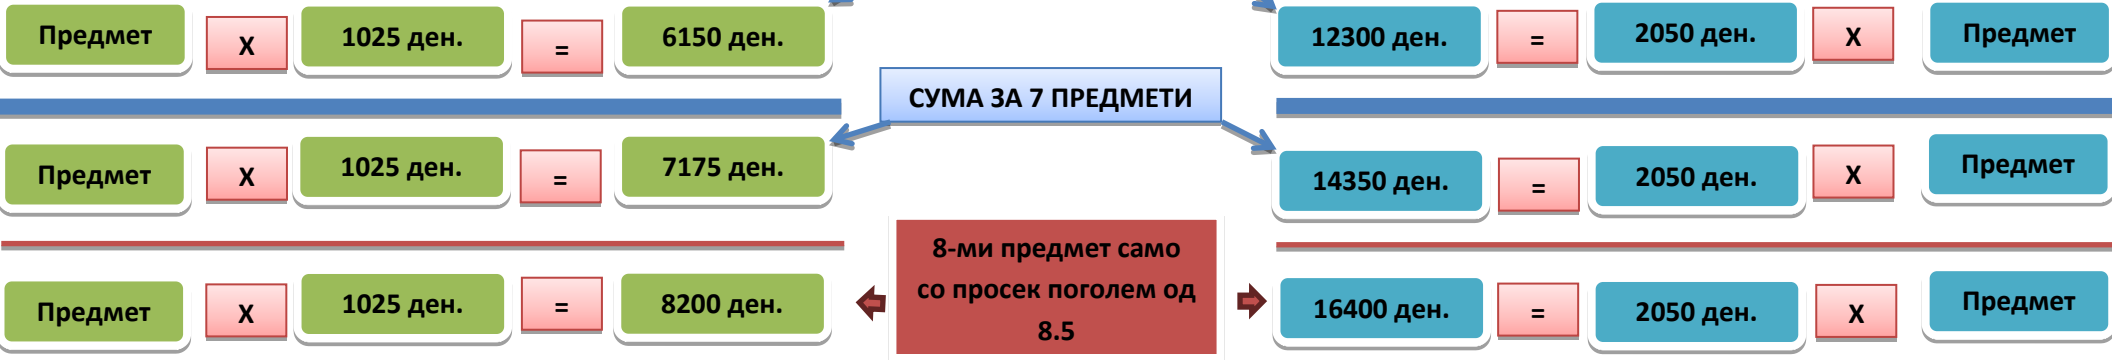 Предмет X 1025 ден. = 6150 ден.
12300 ден. = 2050 ден. X Предмет
СУМА ЗА 7 ПРЕДМЕТИ
Предмет X 1025 ден. = 7175 ден.
14350 ден. = 2050 ден. X Предмет
8-ми предмет само
со просек поголем од
8.5
Предмет X 1025 ден. = 8200 ден.
16400 ден. = 2050 ден. X Предмет